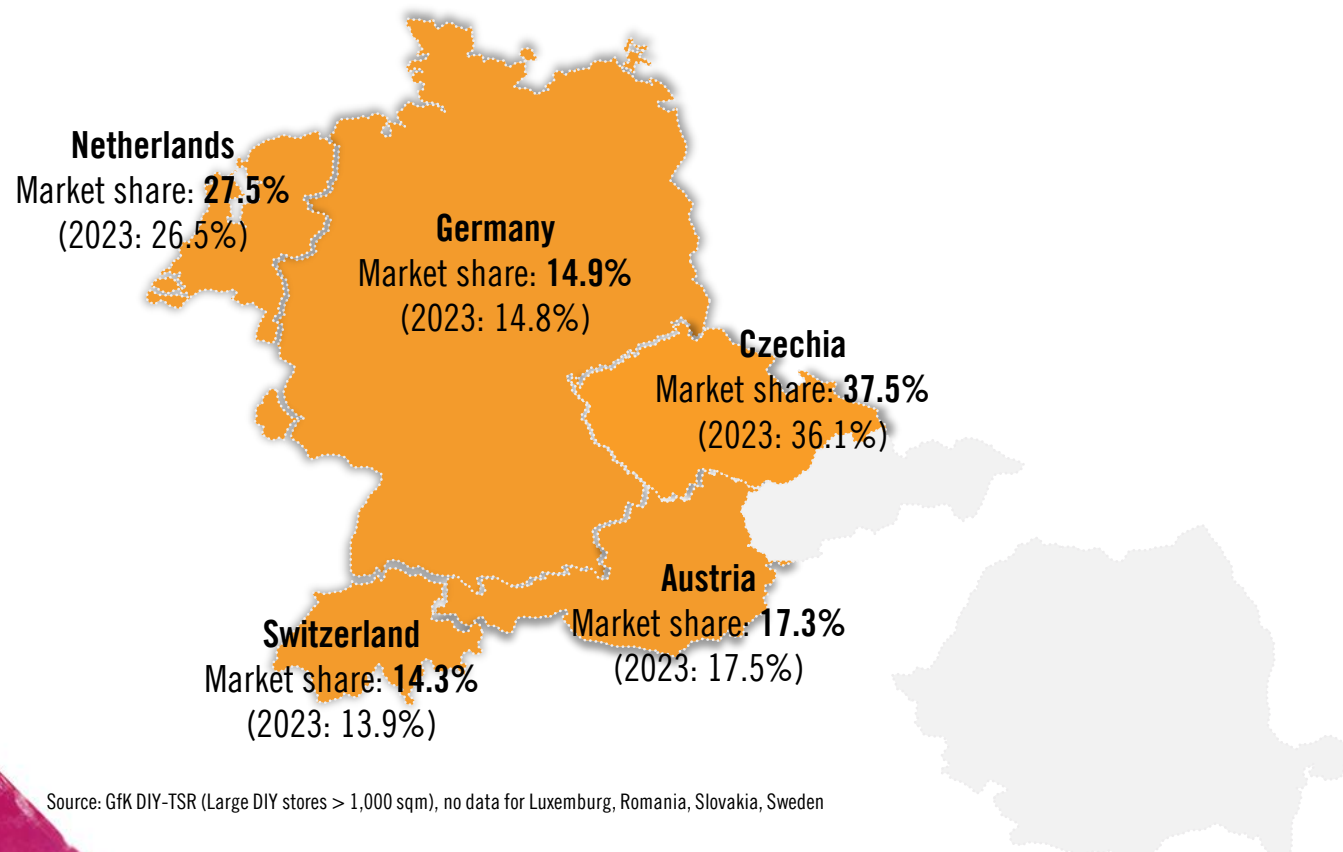 Netherlands
Market share: 27.5%
(2023: 26.5%)
Germany
Market share: 14.9%
(2023: 14.8%)
Czechia
Market share: 37.5%
(2023: 36.1%)
Austria
Market share: 17.3%
(2023: 17.5%)
Switzerland
Market share: 14.3%
(2023: 13.9%)
Source: GfK DIY-TSR (Large DIY stores > 1,000 sqm), no data for Luxemburg, Romania, Slovakia, Sweden